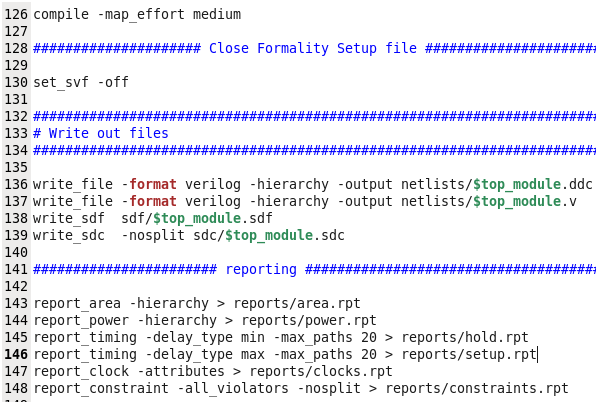 126 compile -map_effort medium
127
128 ##################### Close Formality Setup file ######################
129
130 set_svf -off
131
132 #######################################################################
133 # Write out files
134 #######################################################################
135
136 write_file -format verilog -hierarchy -output netlists/$top_module.ddc
137 write_file -format verilog -hierarchy -output netlists/$top_module.v
138 write_sdf  sdf/$top_module.sdf
139 write_sdc  -nosplit sdc/$top_module.sdc
140
141 ####################### reporting #####################################
142
143 report_area -hierarchy > reports/area.rpt
144 report_power -hierarchy > reports/power.rpt
145 report_timing -delay_type min -max_paths 20 > reports/hold.rpt
146 report_timing -delay_type max -max_paths 20 > reports/setup.rpt
147 report_clock -attributes > reports/clocks.rpt
148 report_constraint -all_violators -nosplit > reports/constraints.rpt